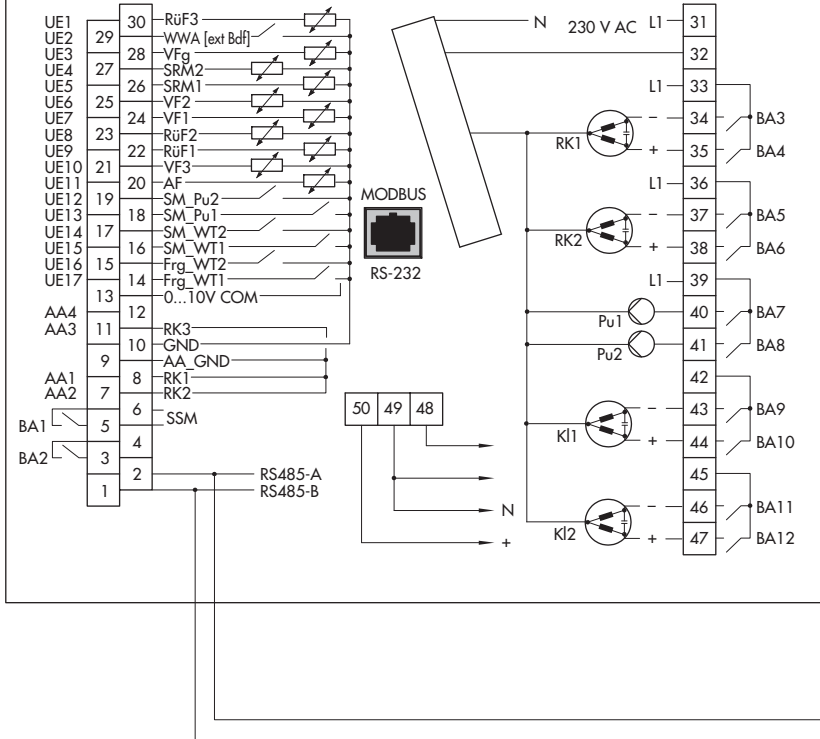 UE1 30 RüF3
UE2 29 WWA [ext Bdf]
UE3 28 VFg
UE4 27 SRM2
UE5 26 SRM1
UE6 25 VF2
UE7 24 VF1
UE8 23 RüF2
UE9 22 RüF1
UE10 21 VF3
UE11 20 AF
UE12 19 SM_Pu2
UE13 18 SM_Pu1
UE14 17 SM_WT2
UE15 16 SM_WT1
UE16 15 Frg_WT2
UE17 14 Frg_WT1
13 0...10V COM
AA4 12
AA3 11 RK3
10 GND
9 AA_GND
AA1 8 RK1
AA2 7 RK2
6 SSM
BA1 5
4
BA2 3
2 RS485-A
1 RS485-B
MODBUS
RS-232
50 49 48
N
+
N 230 V AC L1 31
32
L1 33
RK1 – 34 BA3
+ 35 BA4
L1 36
RK2 – 37 BA5
+ 38 BA6
L1 39
Pu1 40 BA7
Pu2 41 BA8
42
Kl1 – 43 BA9
+ 44 BA10
45
Kl2 – 46 BA11
+ 47 BA12